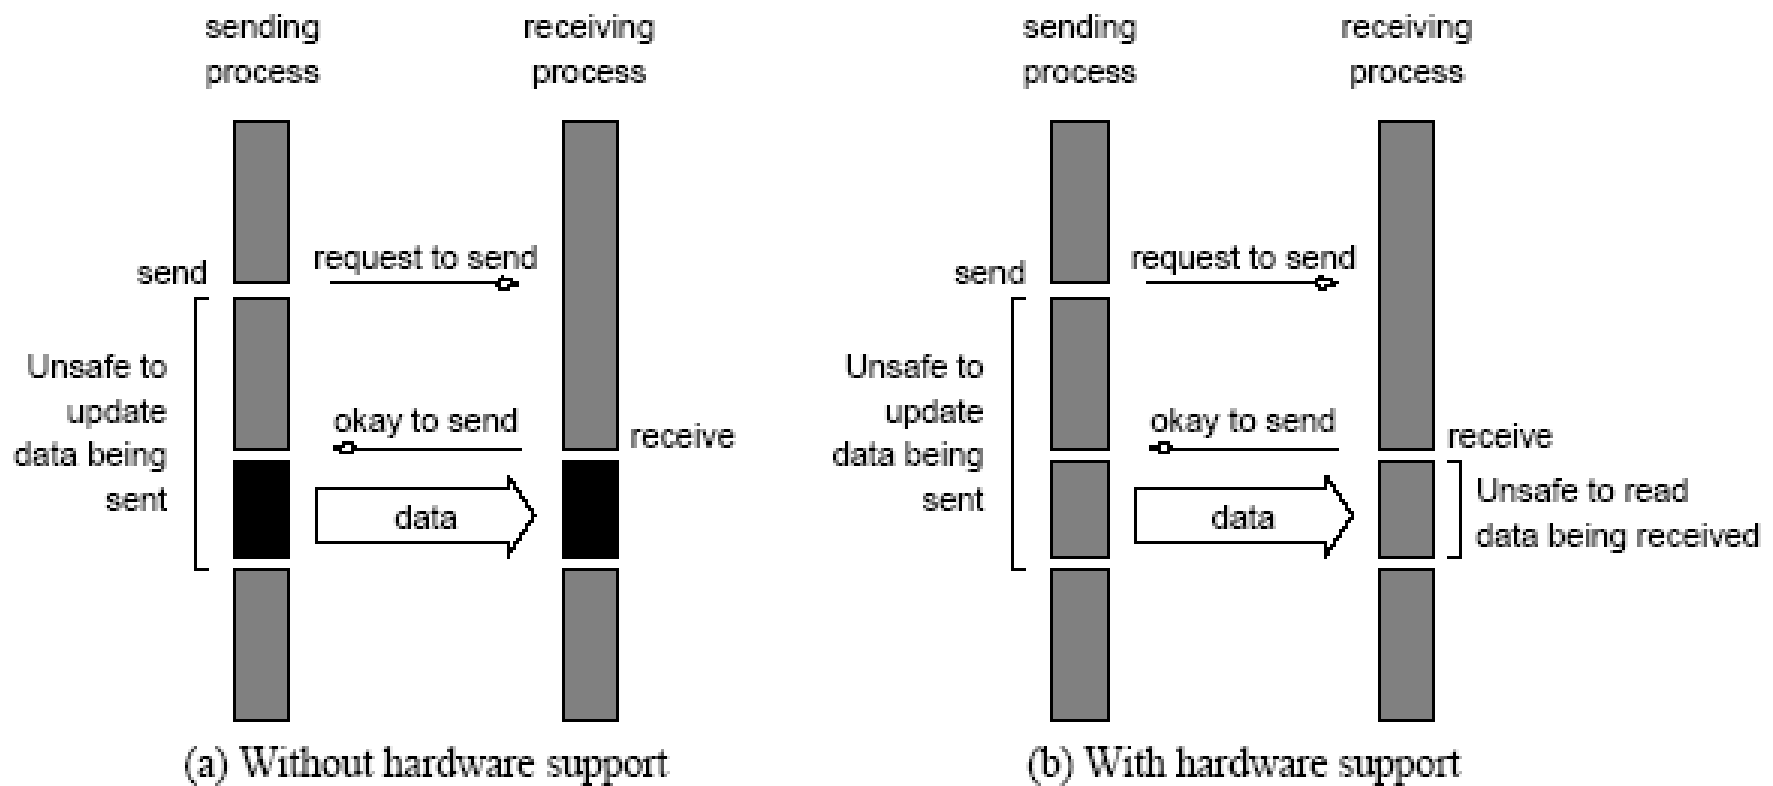 sending
process
receiving
process
send
request to send
Unsafe to
update
data being
sent
okay to send
receive
data
(a) Without hardware support
sending
process
receiving
process
send
request to send
Unsafe to
update
data being
sent
okay to send
receive
data
Unsafe to read
data being received
(b) With hardware support